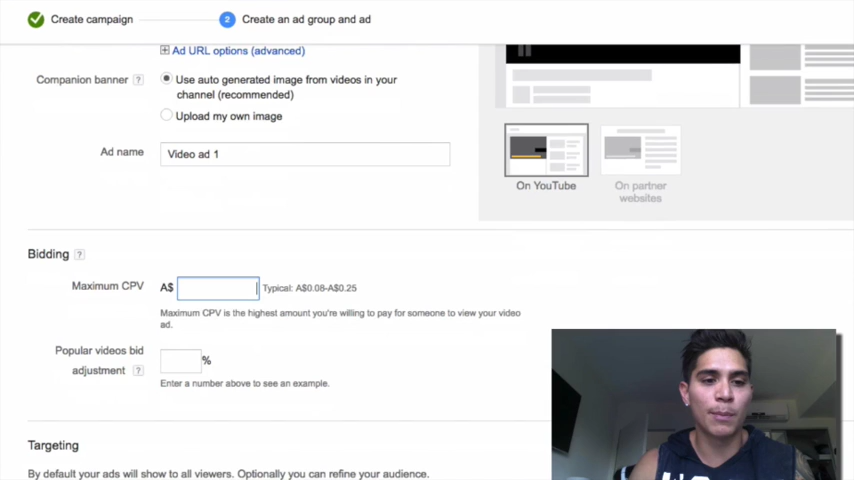 Create campaign
2 Create an ad group and ad
Ad URL options (advanced)
Companion banner ?
Use auto generated image from videos in your
channel (recommended)
Upload my own image
Ad name
Video ad 1
On YouTube
On partner
websites
Bidding ?
Maximum CPV
A$
Typical: A$0.08-A$0.25
Maximum CPV is the highest amount you're willing to pay for someone to view your video
ad.
Popular videos bid
adjustment ?
%
Enter a number above to see an example.
Targeting
By default your ads will show to all viewers. Optionally you can refine your audience.